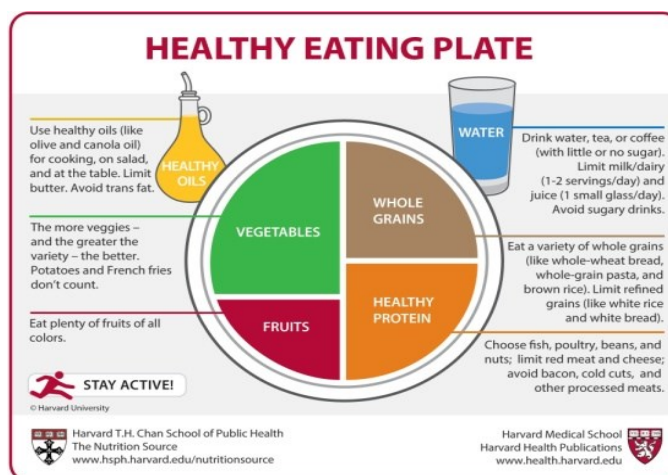 HEALTHY EATING PLATE
Use healthy oils (like
olive and canola oil)
for cooking, on salad,
and at the table. Limit
butter. Avoid trans fat.
HEALTHY
OILS
The more veggies –
and the greater the
variety – the better.
Potatoes and French fries
don't count.
Eat plenty of fruits of all
colors.
VEGETABLES
FRUITS
WHOLE
GRAINS
HEALTHY
PROTEIN
WATER
Drink water, tea, or coffee
(with little or no sugar).
Limit milk/dairy
(1-2 servings/day) and
juice (1 small glass/day).
Avoid sugary drinks.
Eat a variety of whole grains
(like whole-wheat bread,
whole-grain pasta, and
brown rice). Limit refined
grains (like white rice
and white bread).
Choose fish, poultry, beans, and
nuts; limit red meat and cheese;
avoid bacon, cold cuts, and
other processed meats.
STAY ACTIVE!
© Harvard University
Harvard T.H. Chan School of Public Health
The Nutrition Source
www.hsph.harvard.edu/nutritionsource
Harvard Medical School
Harvard Health Publications
www.health.harvard.edu